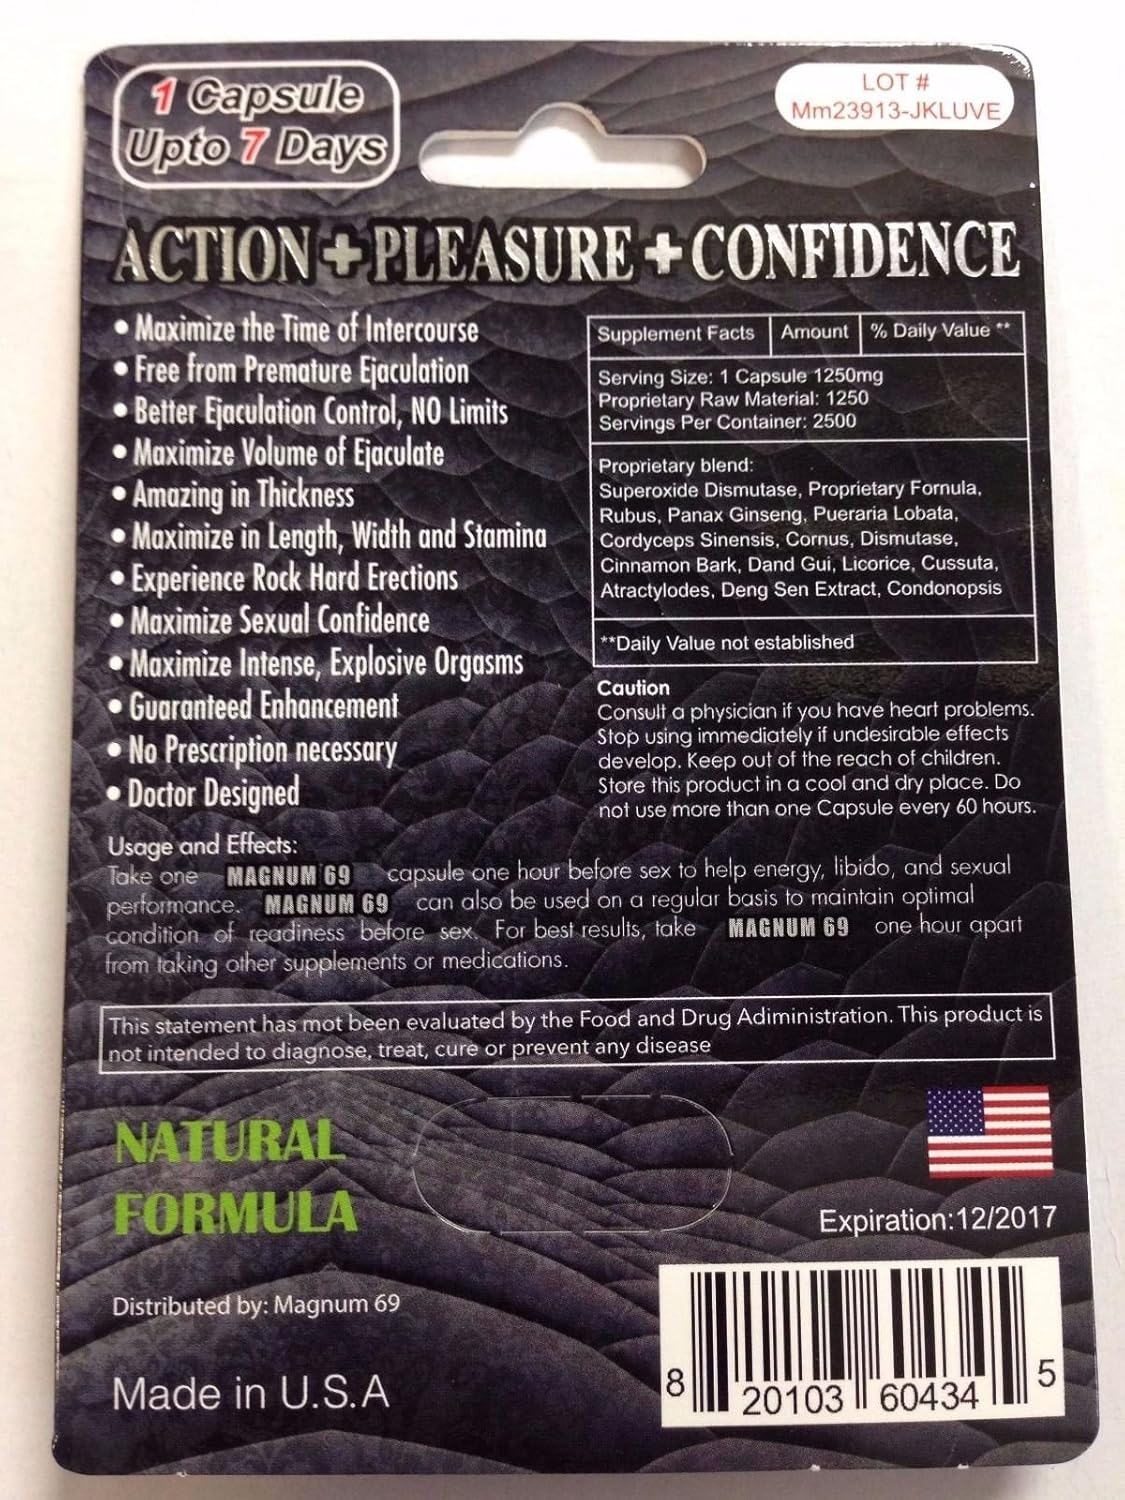 1 Capsule
Upto 7 Days
LOT #
Mm23913-JKLUVE
ACTION+PLEASURE+CONFIDENCE
• Maximize the Time of Intercourse
• Free from Premature Ejaculation
• Better Ejaculation Control, NO Limits
• Maximize Volume of Ejaculate
• Amazing in Thickness
• Maximize in Length, Width and Stamina
• Experience Rock Hard Erections
• Maximize Sexual Confidence
• Maximize Intense, Explosive Orgasms
• Guaranteed Enhancement
• No Prescription necessary
• Doctor Designed
Supplement Facts Amount % Daily Value **
Serving Size: 1 Capsule 1250mg
Proprietary Raw Material: 1250
Servings Per Container: 2500
Proprietary blend:
Superoxide Dismutase, Proprietary Fornula,
Rubus, Panax Ginseng, Pueraria Lobata,
Cordyceps Sinensis, Cornus, Dismutase,
Cinnamon Bark, Dand Gui, Licorice, Cussuta,
Atractylodes, Deng Sen Extract, Condonopsis
**Daily Value not established
Caution
Consult a physician if you have heart problems.
Stop using immediately if undesirable effects
develop. Keep out of the reach of children.
Store this product in a cool and dry place. Do
not use more than one Capsule every 60 hours.
Usage and Effects:
Take one MAGNUM 69 capsule one hour before sex to help energy, libido, and sexual
performance. MAGNUM 69 can also be used on a regular basis to maintain optimal
condition of readiness before sex. For best results, take MAGNUM 69 one hour apart
from taking other supplements or medications.
This statement has mot been evaluated by the Food and Drug Adiministration. This product is
not intended to diagnose, treat, cure or prevent any disease
NATURAL
FORMULA
Expiration:12/2017
Distributed by: Magnum 69
Made in U.S.A
8 20103 60434 5